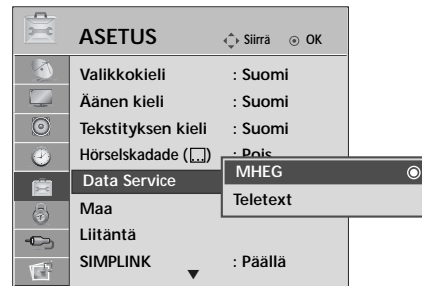 ASETUS Siirrä OK
Valikkokieli : Suomi
Äänen kieli : Suomi
Tekstityksen kieli : Suomi
Hörselskadade ( ) : Pois
Data Service
MHEG
Teletext
Maa
Liitäntä
SIMPLINK : Päällä